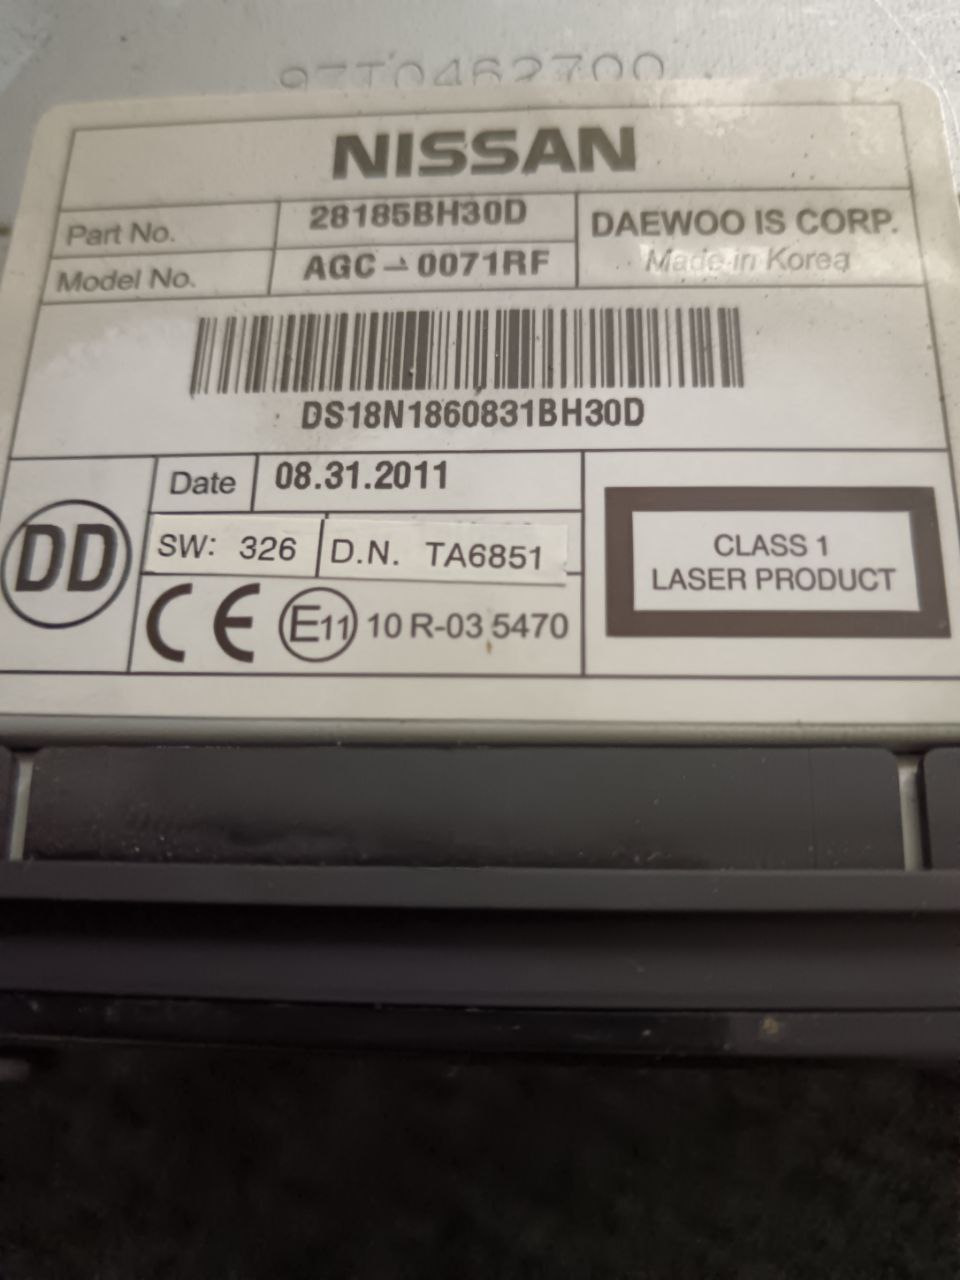 97T0462700
NISSAN
Part No. 28185BH30D DAEWOO IS CORP.
Model No. AGC-0071RF Made in Korea
DS18N1860831BH30D
DD Date 08.31.2011
SW: 326 D.N. TA6851
CE E11 10 R-03 5470
CLASS 1
LASER PRODUCT